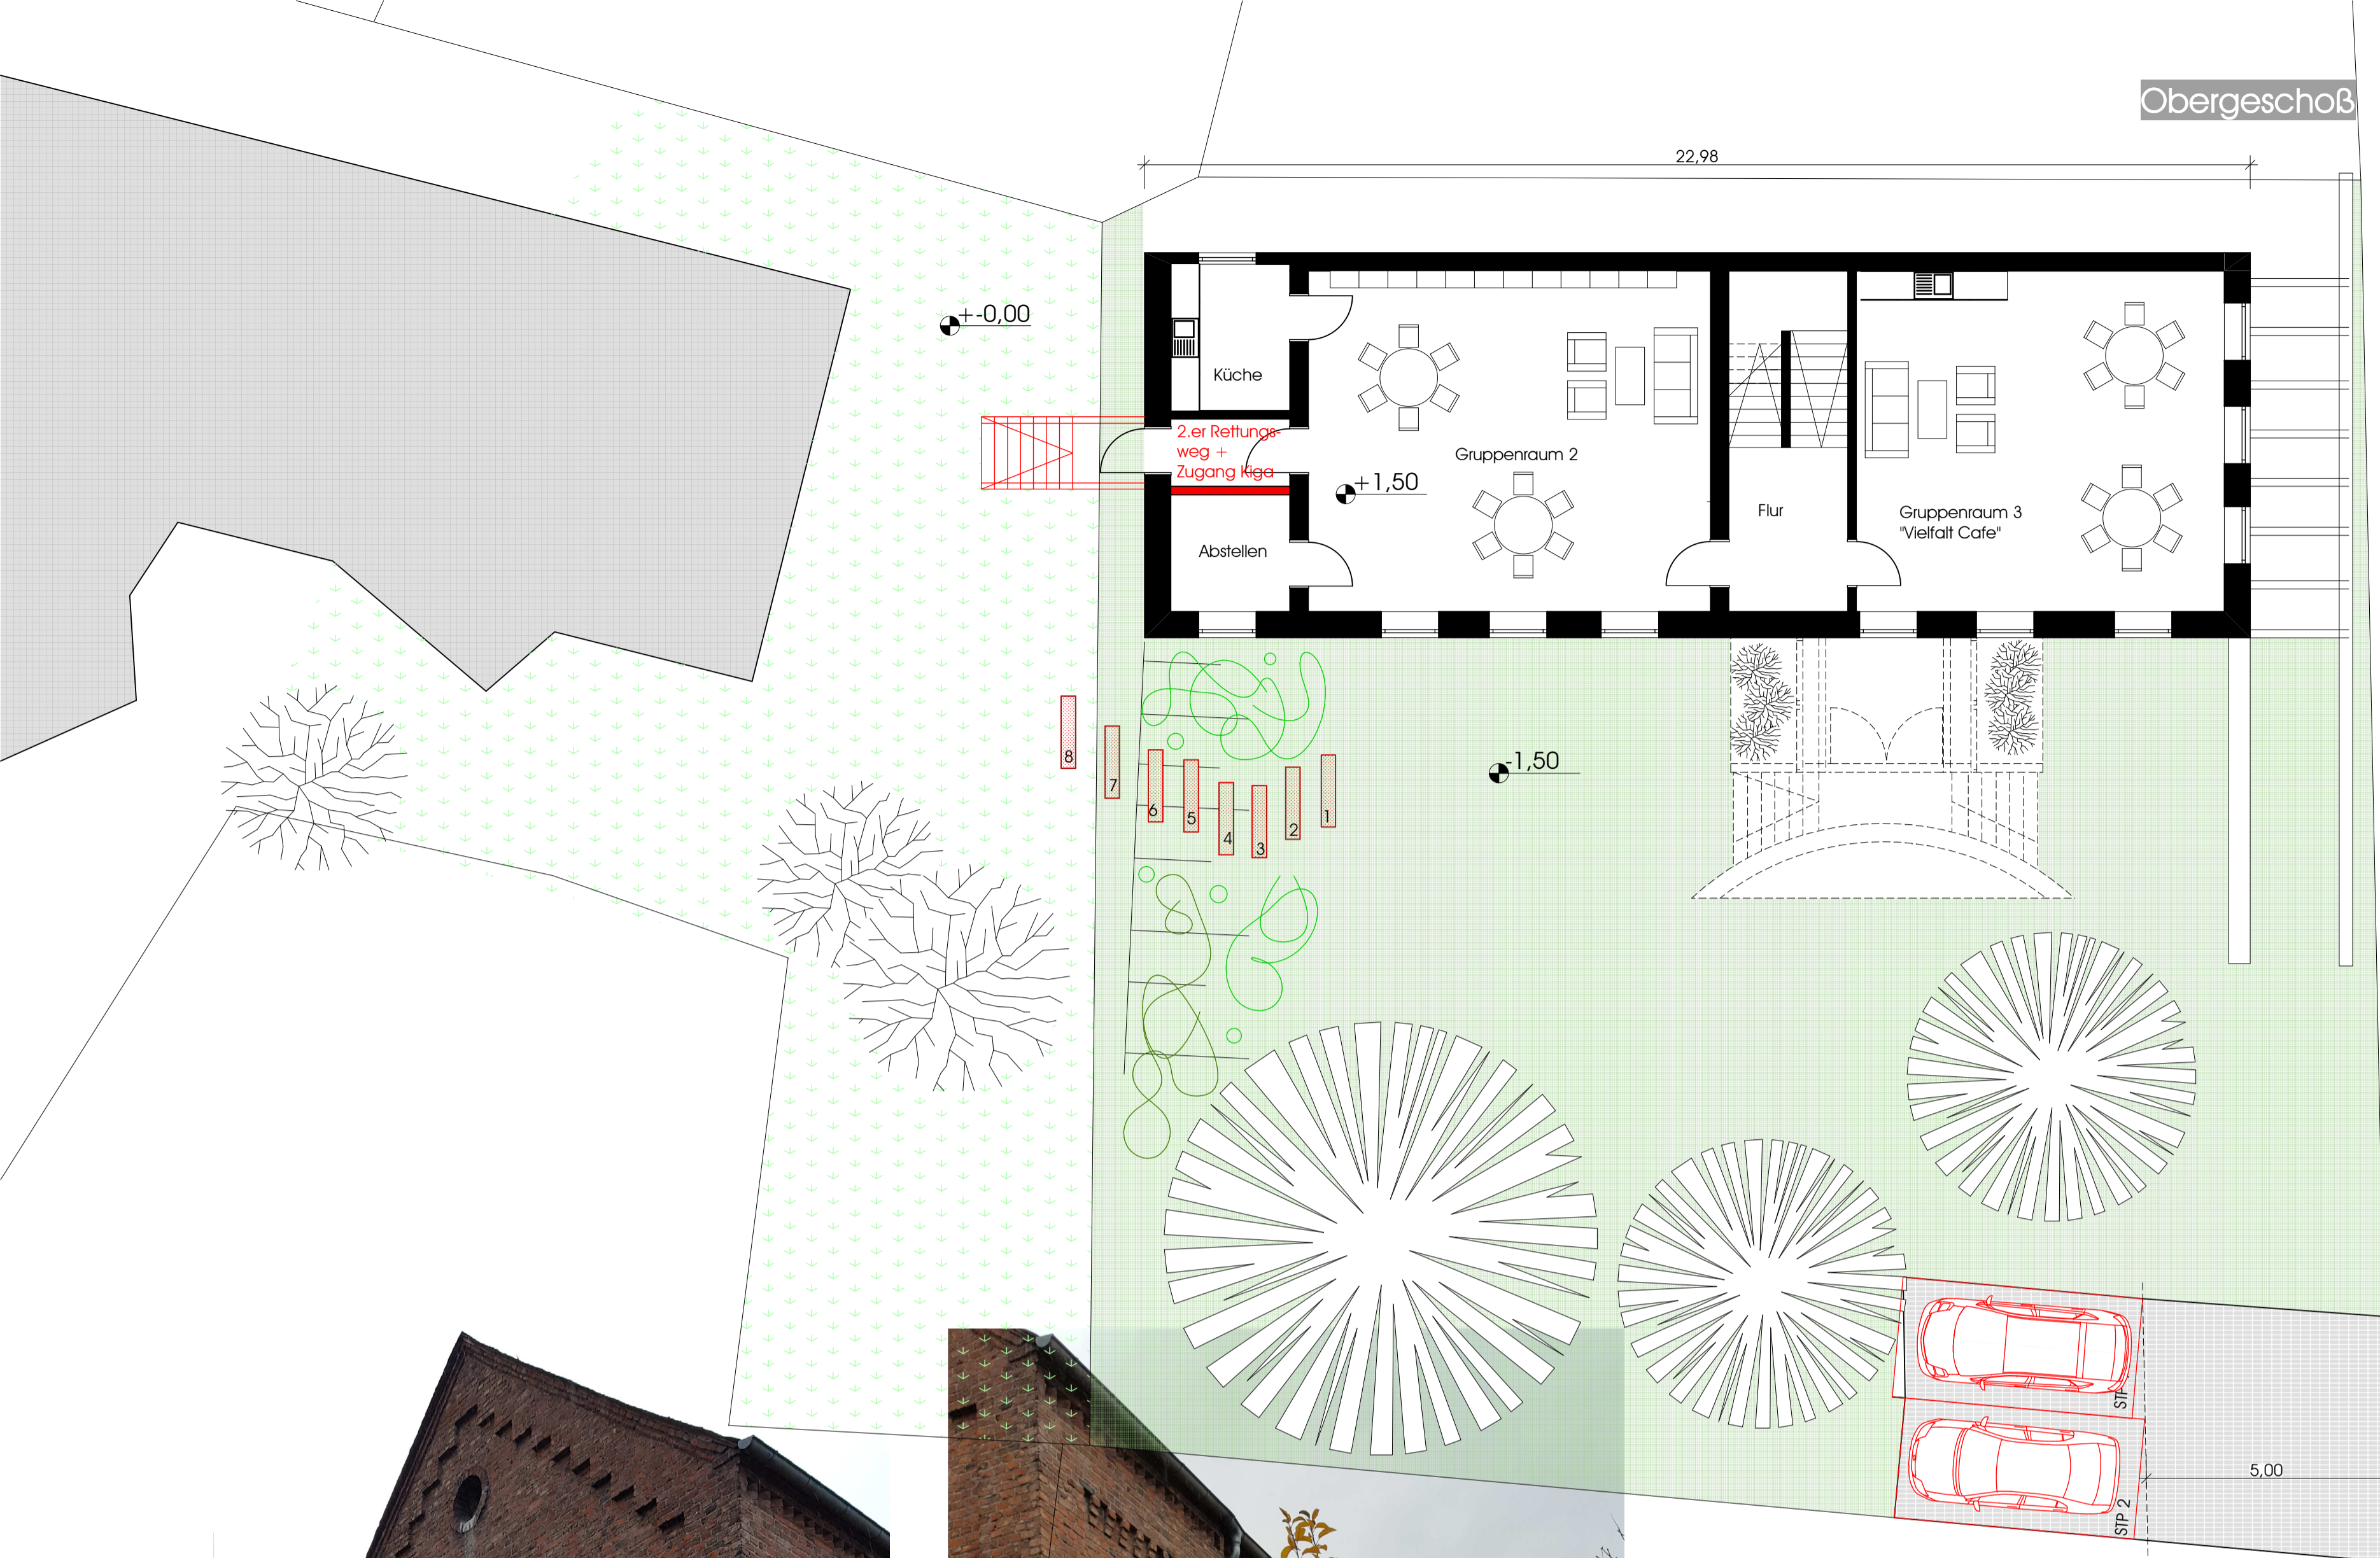 Obergeschoß
22,98
+-0,00
Küche
2.er Rettungs-
weg +
Zugang Kiga
Gruppenraum 2
+1,50
Flur
Gruppenraum 3
"Vielfalt Cafe"
Abstellen
-1,50
8
7
6
5
4
3
2
1
STP
5,00
STP 2